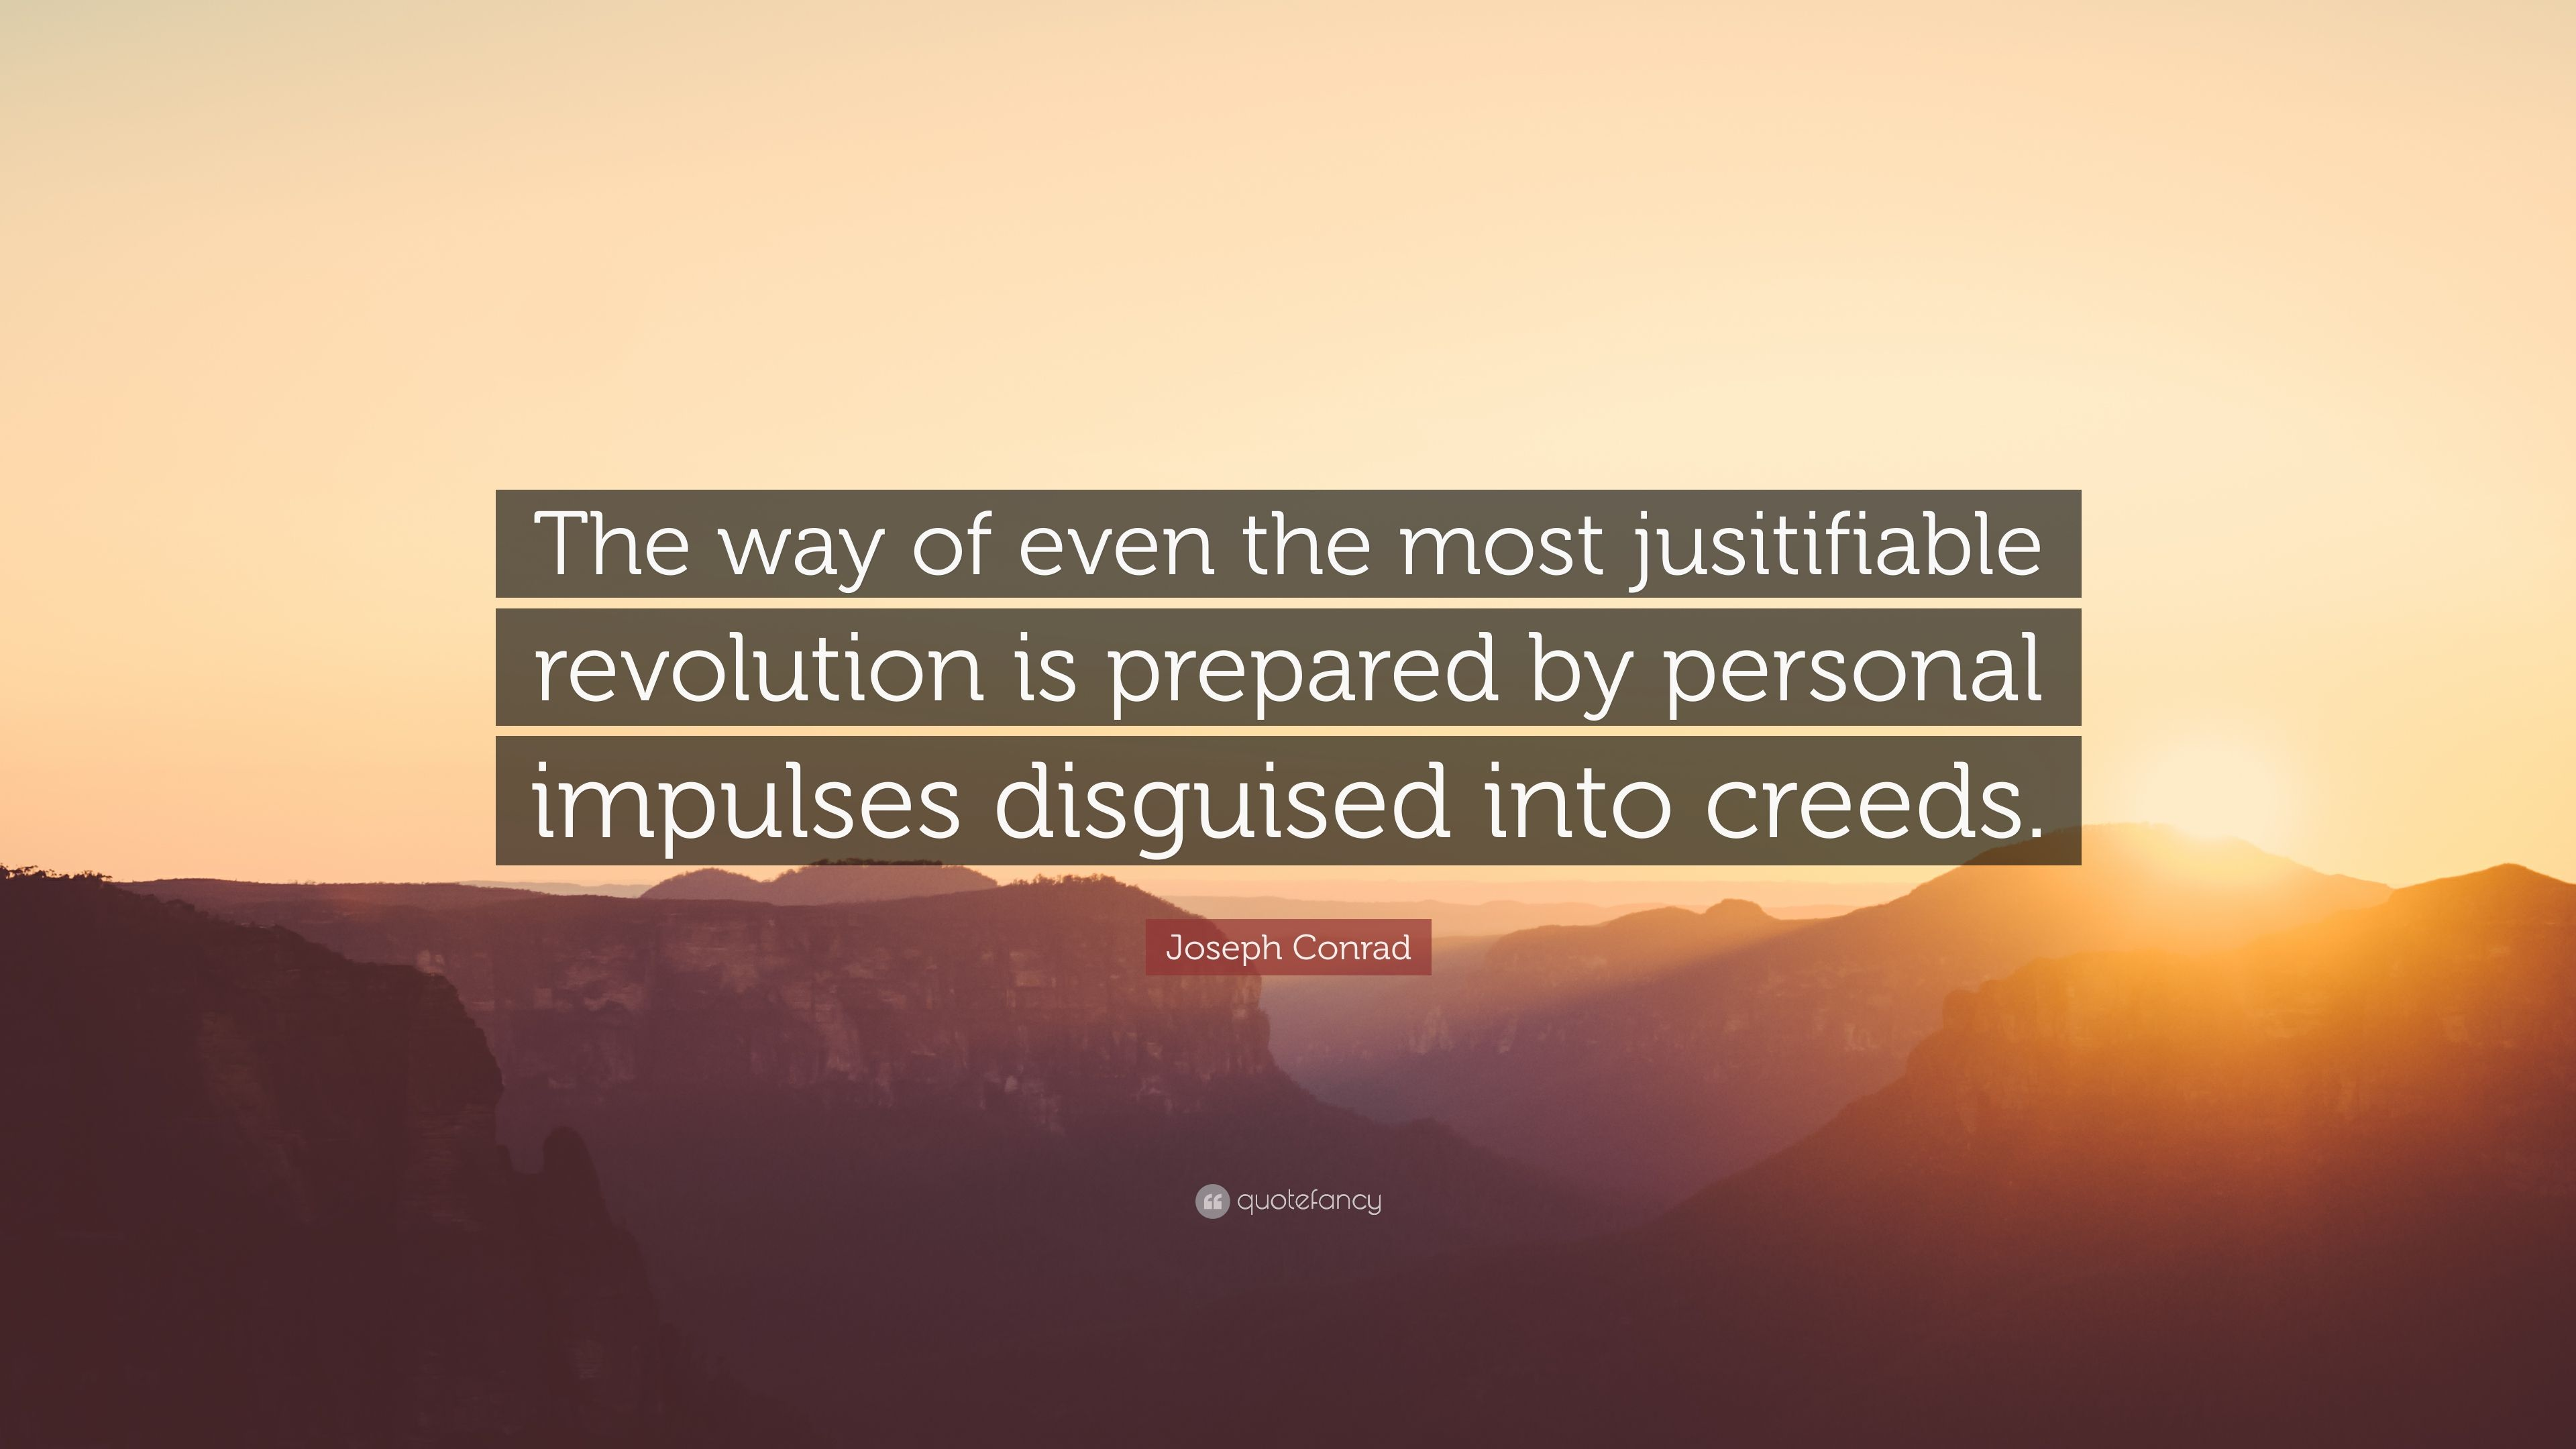 The way of even the most jusitifiable
revolution is prepared by personal
impulses disguised into creeds.
Joseph Conrad
quotefancy